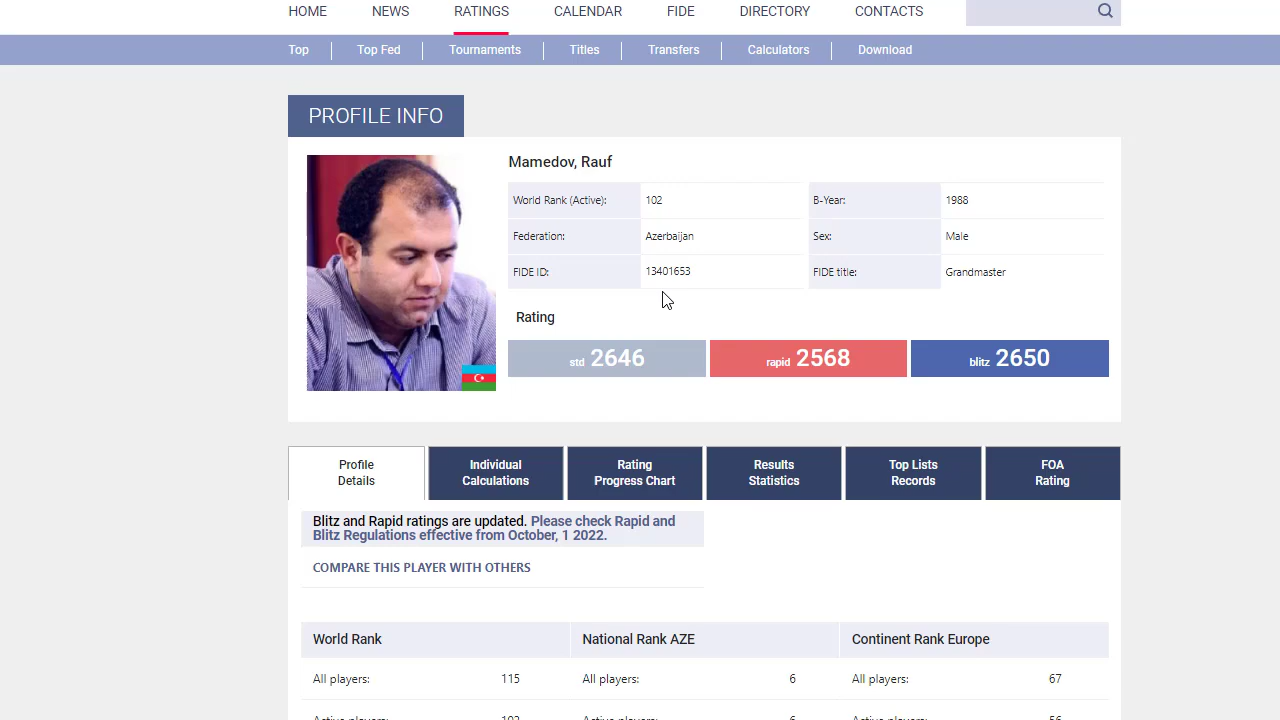 HOME NEWS RATINGS CALENDAR FIDE DIRECTORY CONTACTS
Top Top Fed Tournaments Titles Transfers Calculators Download
PROFILE INFO
Mamedov, Rauf
World Rank (Active): 102 B-Year: 1988
Federation: Azerbaijan Sex: Male
FIDE ID: 13401653 FIDE title: Grandmaster
Rating
std 2646 rapid 2568 blitz 2650
Profile Individual Rating Results Top Lists FOA
Details Calculations Progress Chart Statistics Records Rating
Blitz and Rapid ratings are updated. Please check Rapid and
Blitz Regulations effective from October, 1 2022.
COMPARE THIS PLAYER WITH OTHERS
World Rank National Rank AZE Continent Rank Europe
All players: 115 All players: 6 All players: 67